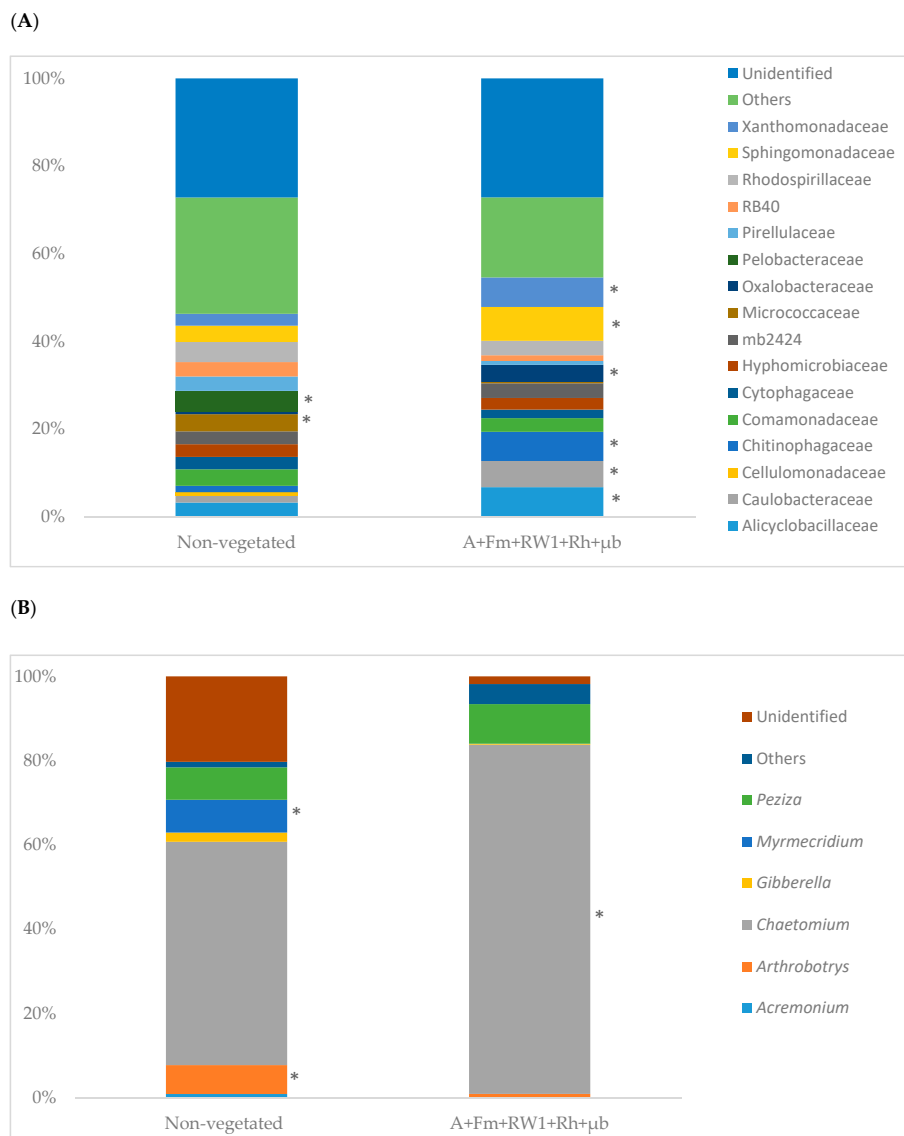 (A)
100%
80%
60%
40%
20%
0%
*
*
*
*
*
*
*
*
Non-vegetated
A+Fm+RW1+Rh+µb
Unidentified
Others
Xanthomonadaceae
Sphingomonadaceae
Rhodospirillaceae
RB40
Pirellulaceae
Pelobacteraceae
Oxalobacteraceae
Micrococcaceae
mb2424
Hyphomicrobiaceae
Cytophagaceae
Comamonadaceae
Chitinophagaceae
Cellulomonadaceae
Caulobacteraceae
Alicyclobacillaceae
(B)
100%
80%
60%
40%
20%
0%
*
*
*
Non-vegetated
A+Fm+RW1+Rh+µb
Unidentified
Others
Peziza
Myrmecridium
Gibberella
Chaetomium
Arthrobotrys
Acremonium